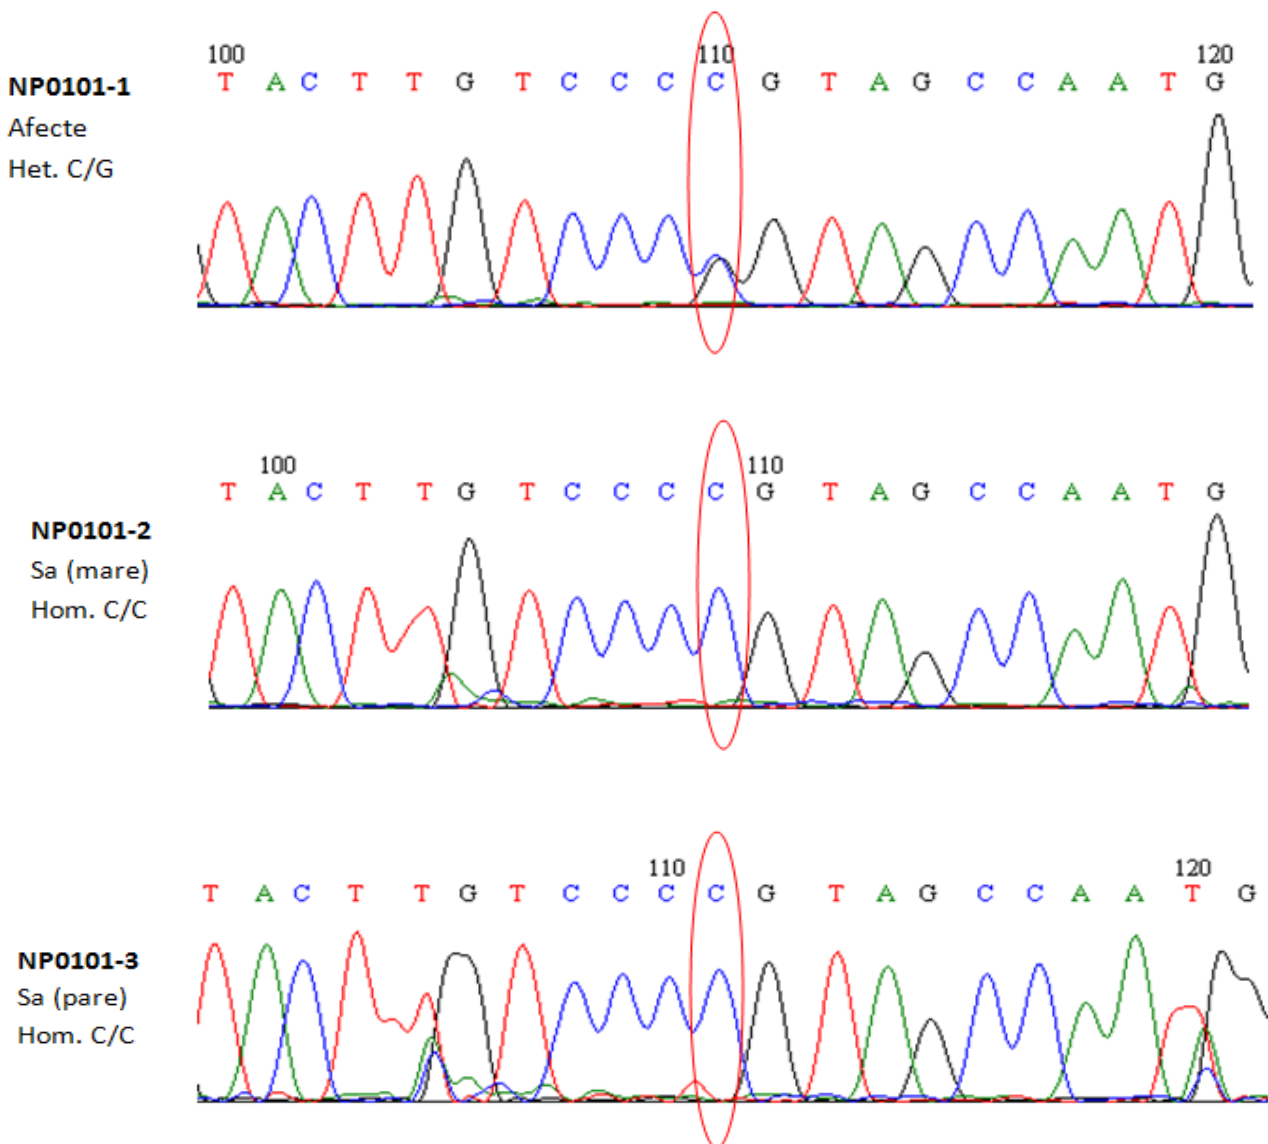 100 110 120
T A C T T G T C C C C G T A G C C A A T G
NP0101-1
Afecte
Het. C/G
100 110
T A C T T G T C C C C G T A G C C A A T G
NP0101-2
Sa (mare)
Hom. C/C
110 120
T A C T T G T C C C C G T A G C C A A T G
NP0101-3
Sa (pare)
Hom. C/C